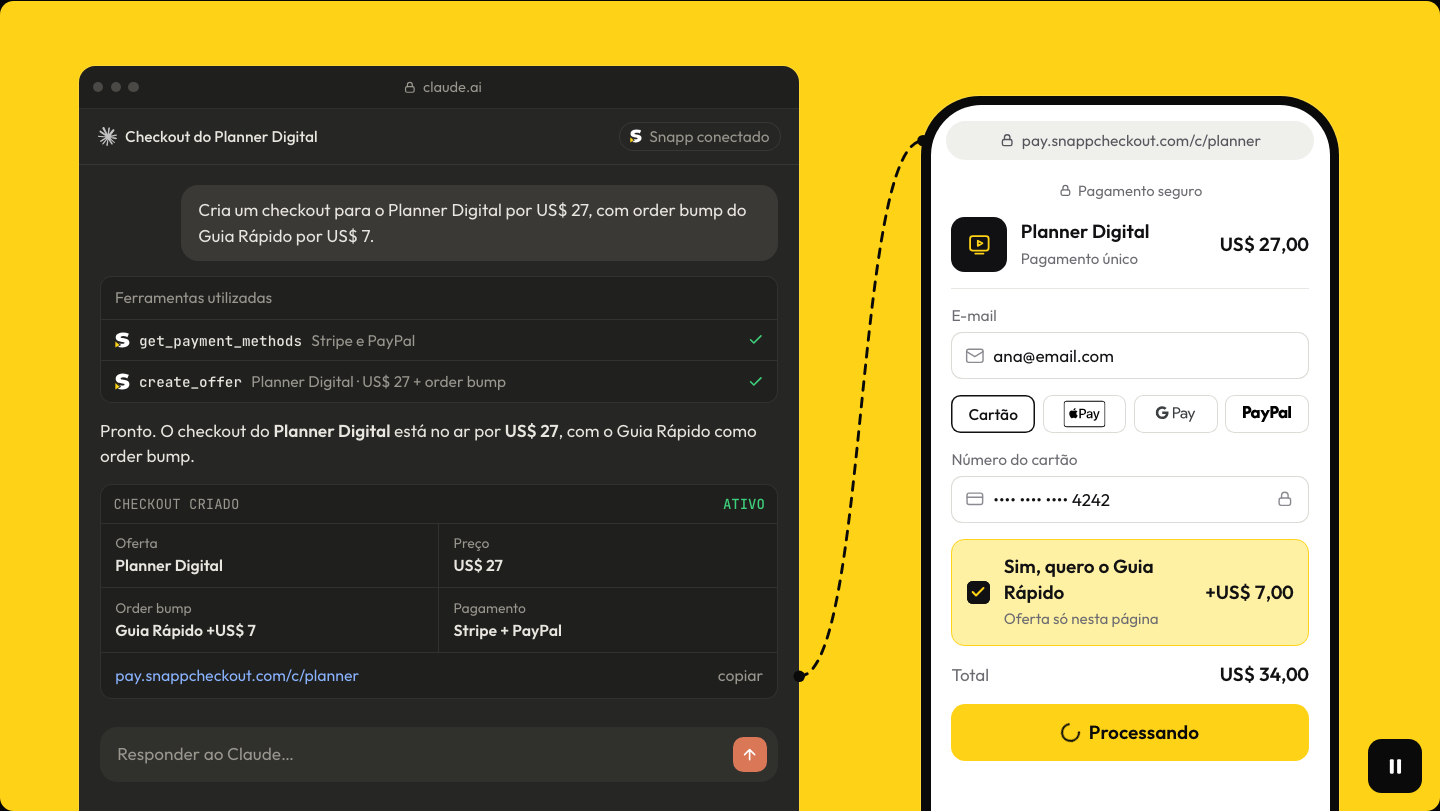 claude.ai
Checkout do Planner Digital
Snapp conectado
Cria um checkout para o Planner Digital por US$ 27, com order bump do
Guia Rápido por US$ 7.
Ferramentas utilizadas
get_payment_methods Stripe e PayPal
create_offer Planner Digital · US$ 27 + order bump
Pronto. O checkout do Planner Digital está no ar por US$ 27, com o Guia Rápido como
order bump.
CHECKOUT CRIADO
ATIVO
Oferta
Planner Digital
Preço
US$ 27
Order bump
Guia Rápido +US$ 7
Pagamento
Stripe + PayPal
pay.snappcheckout.com/c/planner
copiar
Responder ao Claude...
pay.snappcheckout.com/c/planner
Pagamento seguro
Planner Digital
Pagamento único
US$ 27,00
E-mail
ana@email.com
Cartão
Pay
G Pay
PayPal
Número do cartão
•••• •••• •••• 4242
Sim, quero o Guia
Rápido
+US$ 7,00
Oferta só nesta página
Total
US$ 34,00
Processando